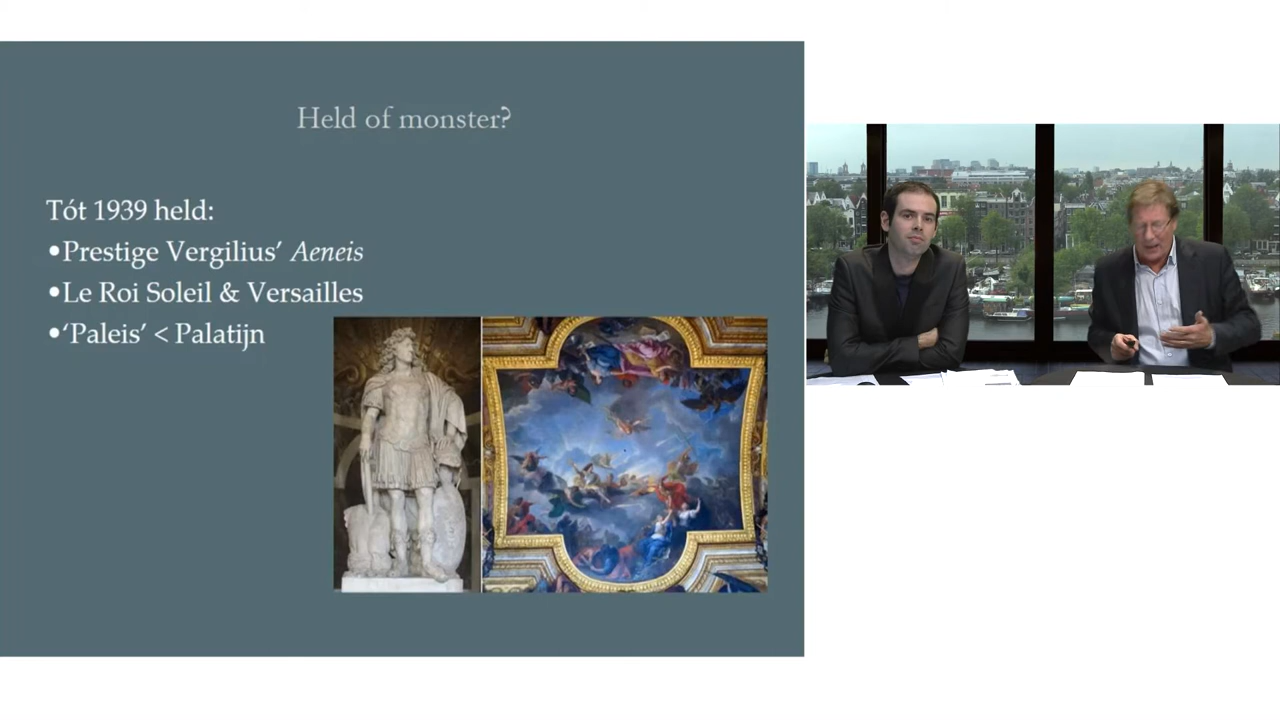 Held of monster?
Tót 1939 held:
•Prestige Vergilius’ Aeneis
•Le Roi Soleil & Versailles
•‘Paleis’ < Palatijn